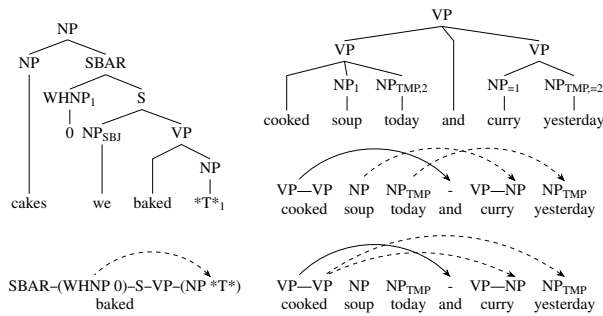 NP
NP SBAR
WHNP1 S
0 NPSBJ VP
NP
cakes we baked *T*1
SBAR–(WHNP 0)–S–VP–(NP *T*)
baked
VP
VP VP
NP1 NPTMP,2 NP=1 NPTMP,=2
cooked soup today and curry yesterday
VP—VP NP NPTMP - VP—NP NPTMP
cooked soup today and curry yesterday
VP—VP NP NPTMP - VP—NP NPTMP
cooked soup today and curry yesterday